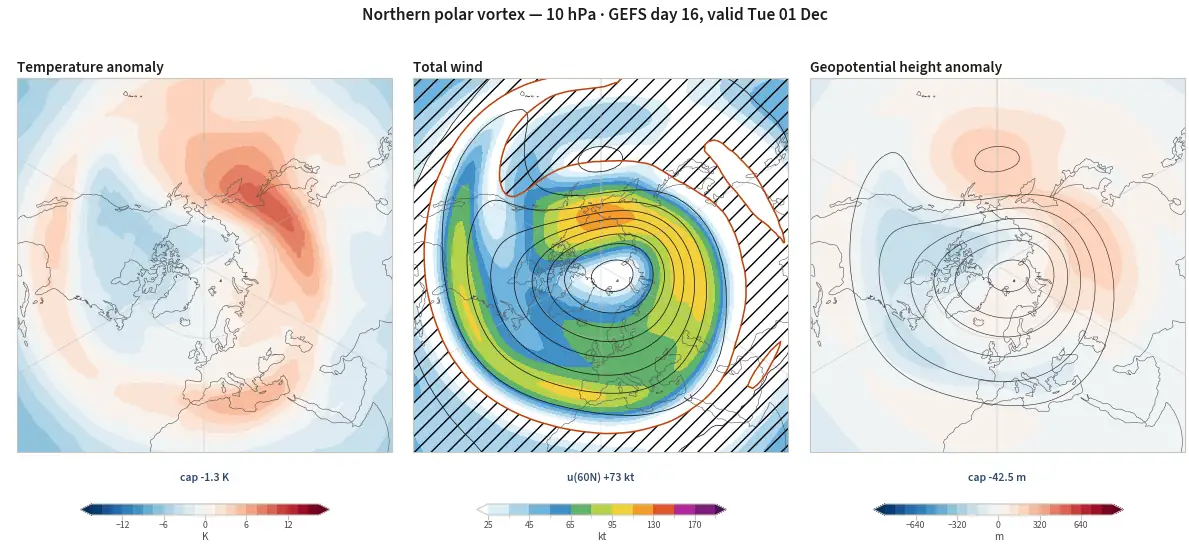 Northern polar vortex — 10 hPa · GEFS day 16, valid Tue 01 Dec
Temperature anomaly
Total wind
Geopotential height anomaly
cap -1.3 K
u(60N) +73 kt
cap -42.5 m
−12 −6 0 6 12
K
25 45 65 95 130 170
kt
−640 −320 0 320 640
m